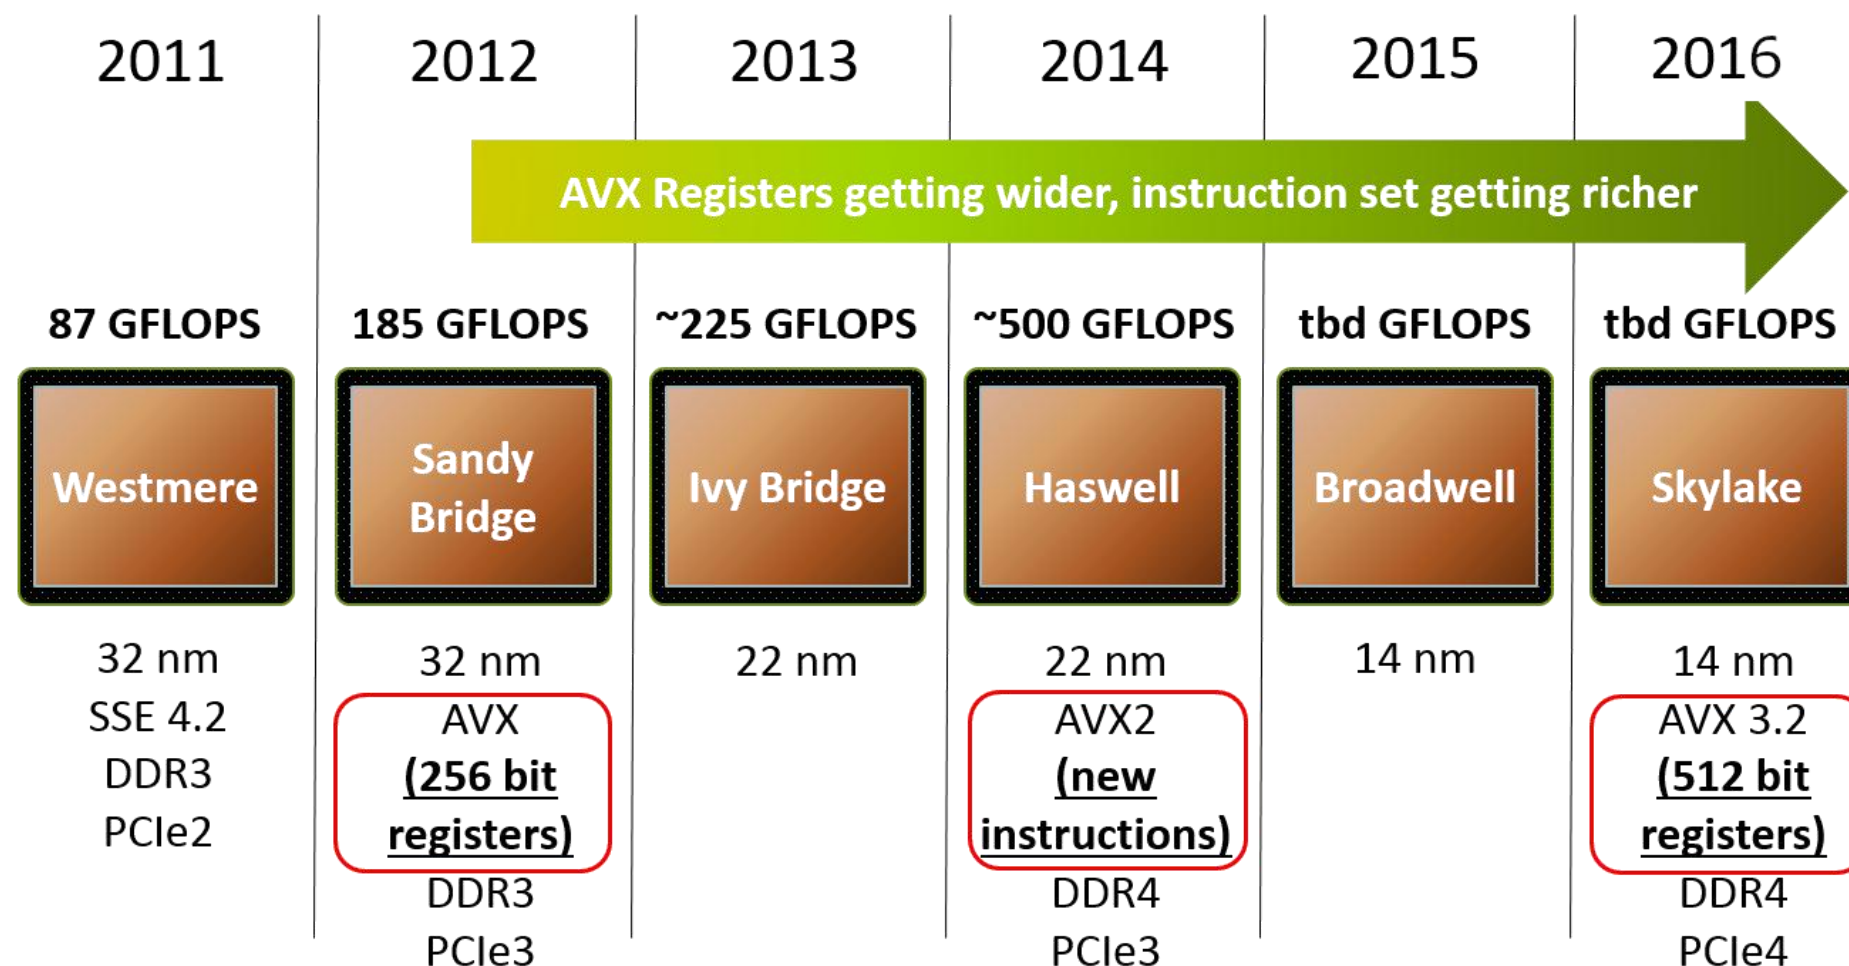 2011 2012 2013 2014 2015 2016
AVX Registers getting wider, instruction set getting richer
87 GFLOPS 185 GFLOPS ~225 GFLOPS ~500 GFLOPS tbd GFLOPS tbd GFLOPS
Westmere
Sandy
Bridge
Ivy Bridge
Haswell
Broadwell
Skylake
32 nm
SSE 4.2
DDR3
PCIe2
32 nm
AVX
(256 bit
registers)
DDR3
PCIe3
22 nm
22 nm
AVX2
(new
instructions)
DDR4
PCIe3
14 nm
14 nm
AVX 3.2
(512 bit
registers)
DDR4
PCIe4